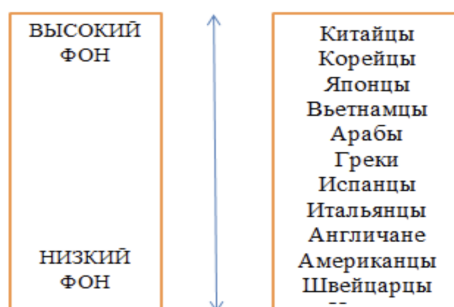 ВЫСОКИЙ
ФОН
НИЗКИЙ
ФОН
Китайцы
Корейцы
Японцы
Вьетнамцы
Арабы
Греки
Испанцы
Итальянцы
Англичане
Американцы
Швейцарцы